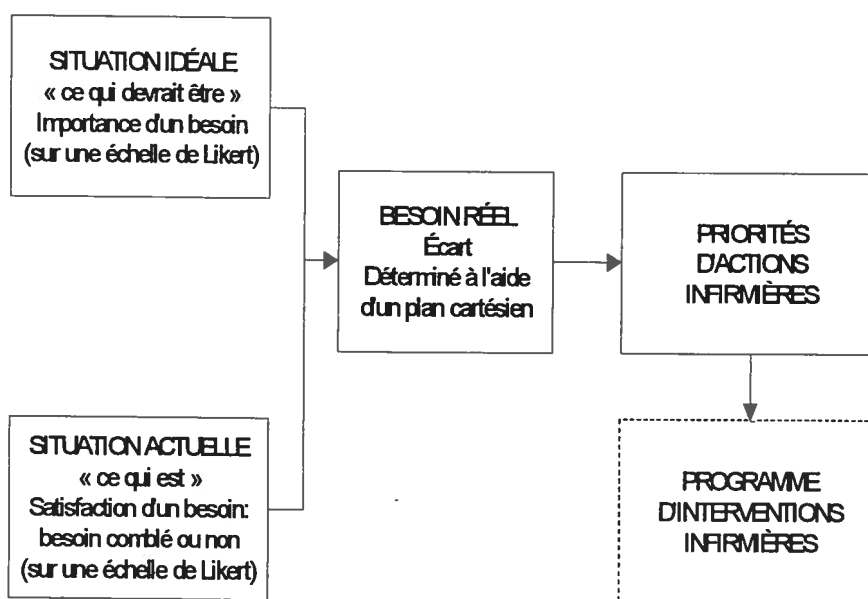 SITUATION IDÉALE
« ce qui devrait être »
Importance d'un besoin
(sur une échelle de Likert)
BESOIN RÉEL
Écart
Déterminé à l'aide
d'un plan cartésien
PRIORITÉS
D'ACTIONS
INFIRMIÈRES
SITUATION ACTUELLE
« ce qui est »
Satisfaction d'un besoin:
besoin comblé ou non
(sur une échelle de Likert)
PROGRAMME
D'INTERVENTIONS
INFIRMIÈRES